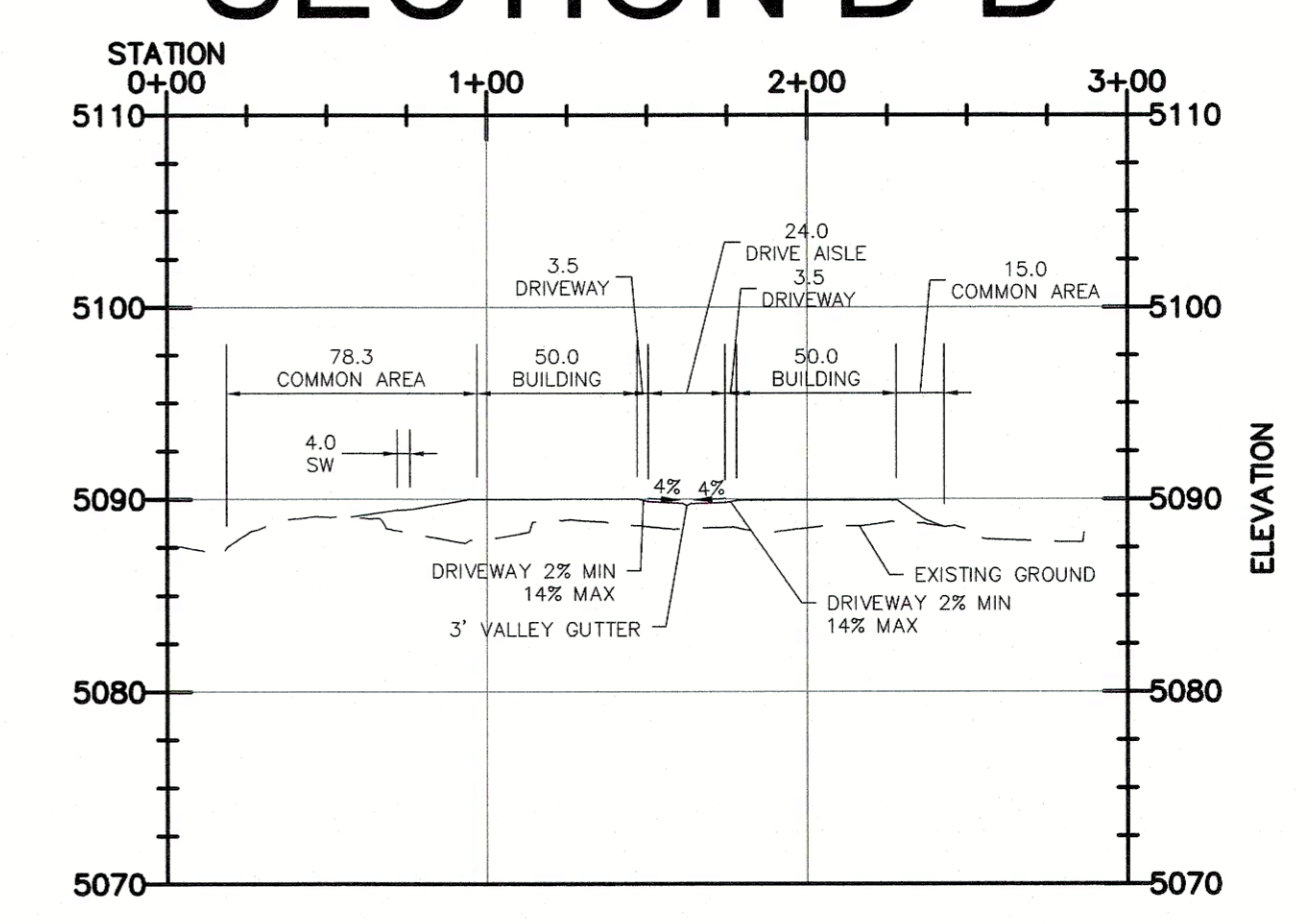 SECTION B-B
STATION
0+00 1+00 2+00 3+00
5110 5110
24.0
DRIVE AISLE
3.5
DRIVEWAY
3.5
DRIVEWAY
15.0
COMMON AREA
5100 5100
78.3
COMMON AREA
50.0
BUILDING
50.0
BUILDING
4.0
SW
ELEVATION
4% 4%
5090 5090
DRIVEWAY 2% MIN
14% MAX
EXISTING GROUND
DRIVEWAY 2% MIN
14% MAX
3' VALLEY GUTTER
5080 5080
5070 5070